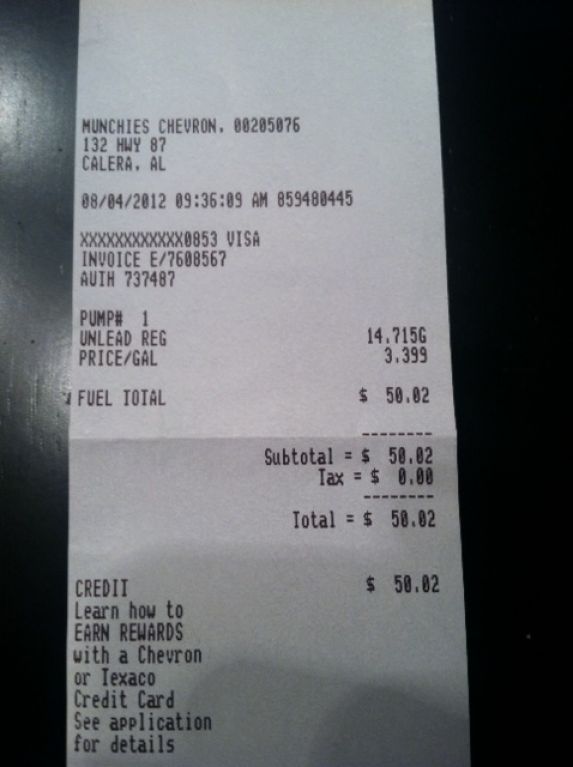 MUNCHIES CHEVRON, 00205076
132 HWY 87
CALERA, AL
08/04/2012 09:36:09 AM 859480445
XXXXXXXXXXXX0853 VISA
INVOICE E/7608567
AUTH 737487
PUMP# 1
UNLEAD REG 14.715G
PRICE/GAL 3.399
FUEL TOTAL $ 50.02
--------
Subtotal = $ 50.02
Tax = $ 0.00
--------
Total = $ 50.02
CREDIT $ 50.02
Learn how to
EARN REWARDS
with a Chevron
or Texaco
Credit Card
See application
for details